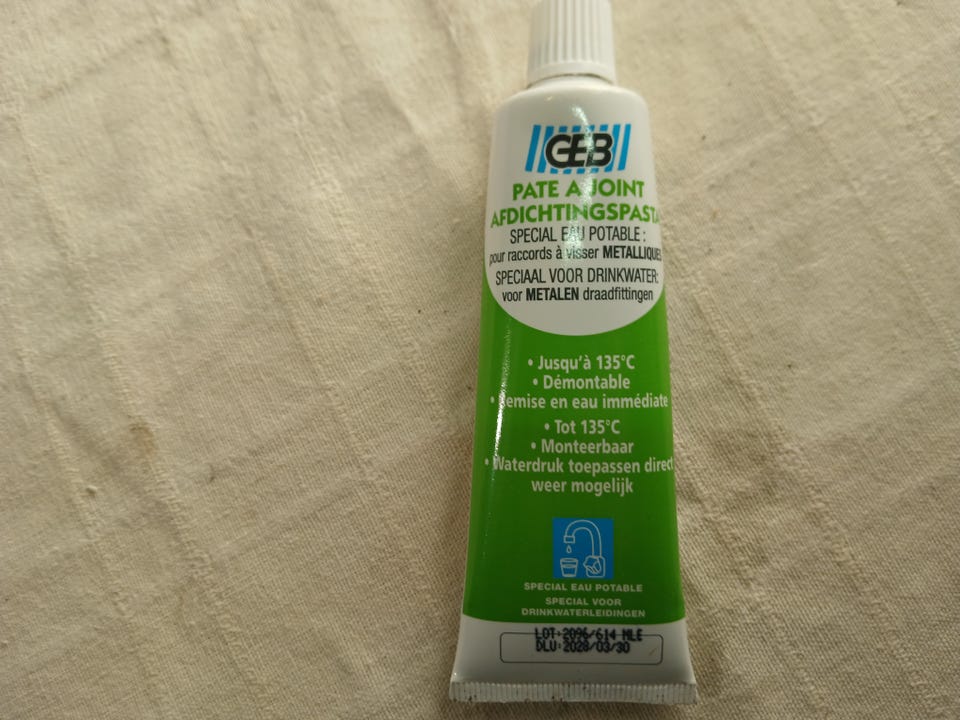 GEB
PATE A JOINT
AFDICHTINGSPASTA
SPECIAL EAU POTABLE :
pour raccords à visser METALLIQUES
SPECIAAL VOOR DRINKWATER:
voor METALEN draadfittingen
• Jusqu'à 135°C
• Démontable
• Remise en eau immédiate
• Tot 135°C
• Monteerbaar
• Waterdruk toepassen direct
weer mogelijk
SPECIAL EAU POTABLE
SPECIAL VOOR
DRINKWATERLEIDINGEN
LOT:2096/614 MLE
DLU:2028/03/30